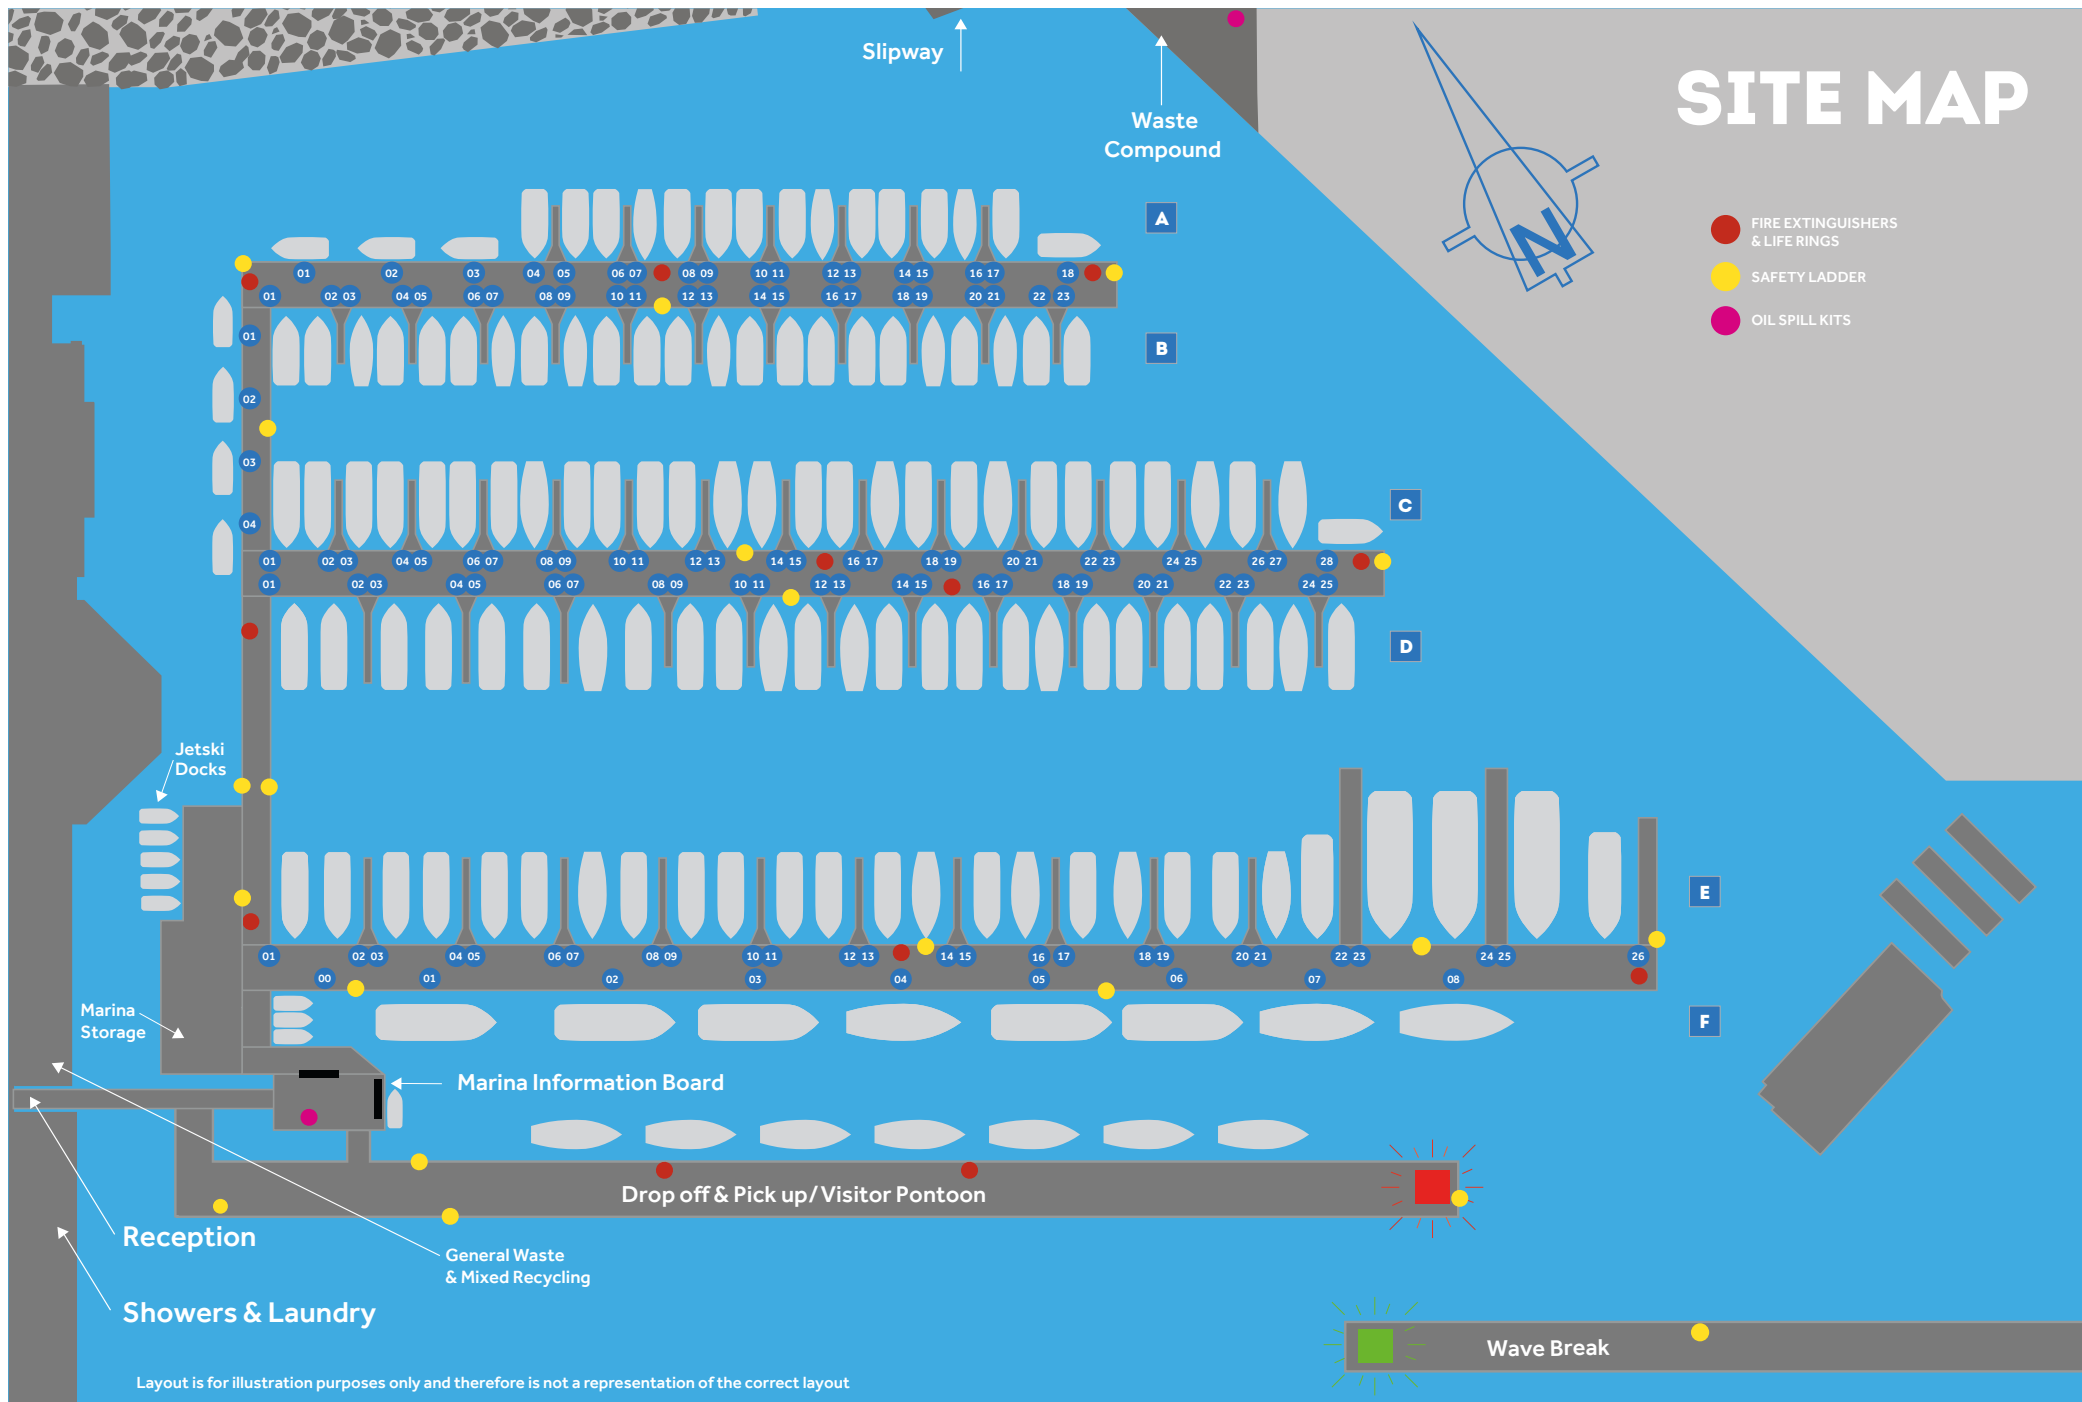 Slipway
Waste
Compound
SITE MAP
N
FIRE EXTINGUISHERS
& LIFE RINGS
SAFETY LADDER
OIL SPILL KITS
A
01 02 03 04 05 06 07 08 09 10 11 12 13 14 15 16 17 18
01 02 03 04 05 06 07 08 09 10 11 12 13 14 15 16 17 18 19 20 21 22 23
B
01
02
03
04
C
01 02 03 04 05 06 07 08 09 10 11 12 13 14 15 16 17 18 19 20 21 22 23 24 25 26 27 28
01 02 03 04 05 06 07 08 09 10 11 12 13 14 15 16 17 18 19 20 21 22 23 24 25
D
Jetski
Docks
E
01 02 03 04 05 06 07 08 09 10 11 12 13 14 15 16 17 18 19 20 21 22 23 24 25 26
00 01 02 03 04 05 06 07 08
F
Marina
Storage
Marina Information Board
Drop off & Pick up/Visitor Pontoon
Reception
General Waste
& Mixed Recycling
Showers & Laundry
Wave Break
Layout is for illustration purposes only and therefore is not a representation of the correct layout